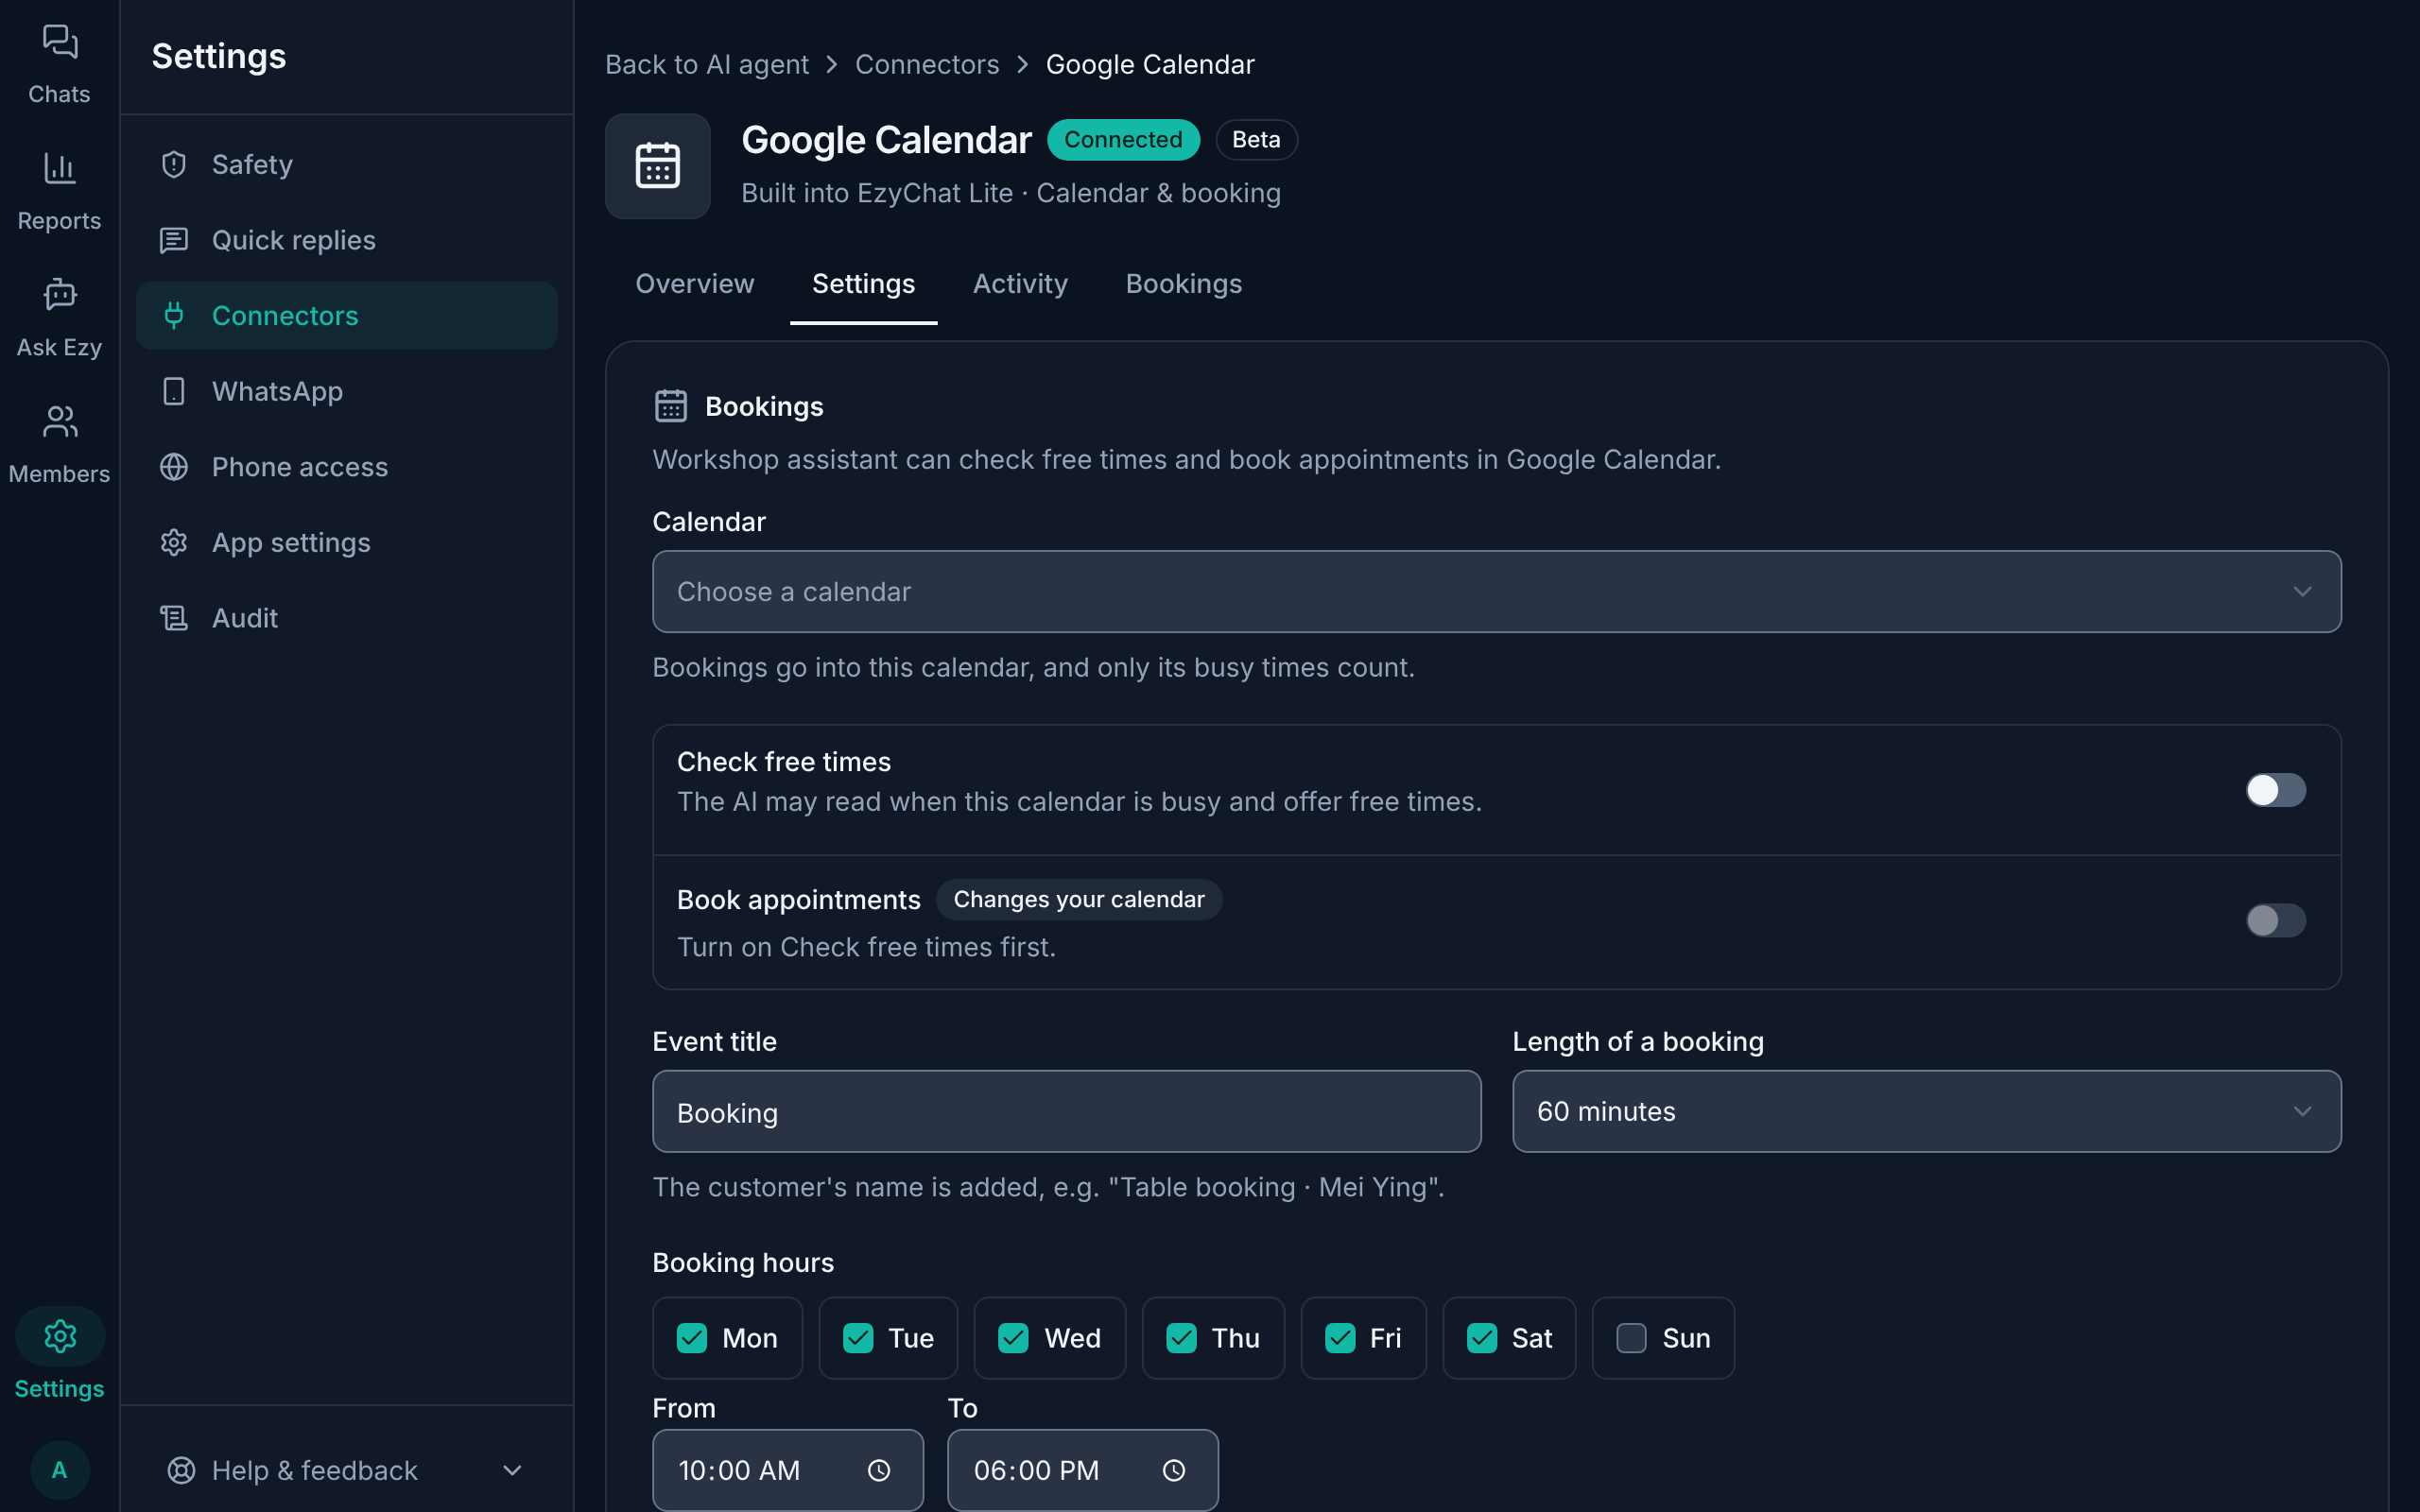 Chats
Reports
Ask Ezy
Members
Settings
A
Settings
Safety
Quick replies
Connectors
WhatsApp
Phone access
App settings
Audit
Help & feedback
Back to AI agent > Connectors > Google Calendar
Google Calendar Connected Beta
Built into EzyChat Lite · Calendar & booking
Overview Settings Activity Bookings
Bookings
Workshop assistant can check free times and book appointments in Google Calendar.
Calendar
Choose a calendar
Bookings go into this calendar, and only its busy times count.
Check free times
The AI may read when this calendar is busy and offer free times.
Book appointments Changes your calendar
Turn on Check free times first.
Event title
Booking
The customer's name is added, e.g. "Table booking · Mei Ying".
Length of a booking
60 minutes
Booking hours
Mon Tue Wed Thu Fri Sat Sun
From To
10:00 AM 06:00 PM